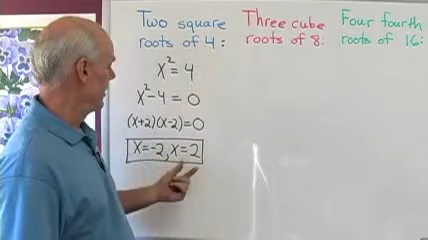 Two square
roots of 4:
x² = 4
x² - 4 = 0
(x+2)(x-2)=0
x=-2, x=2
Three cube
roots of 8:
Four fourth
roots of 16: